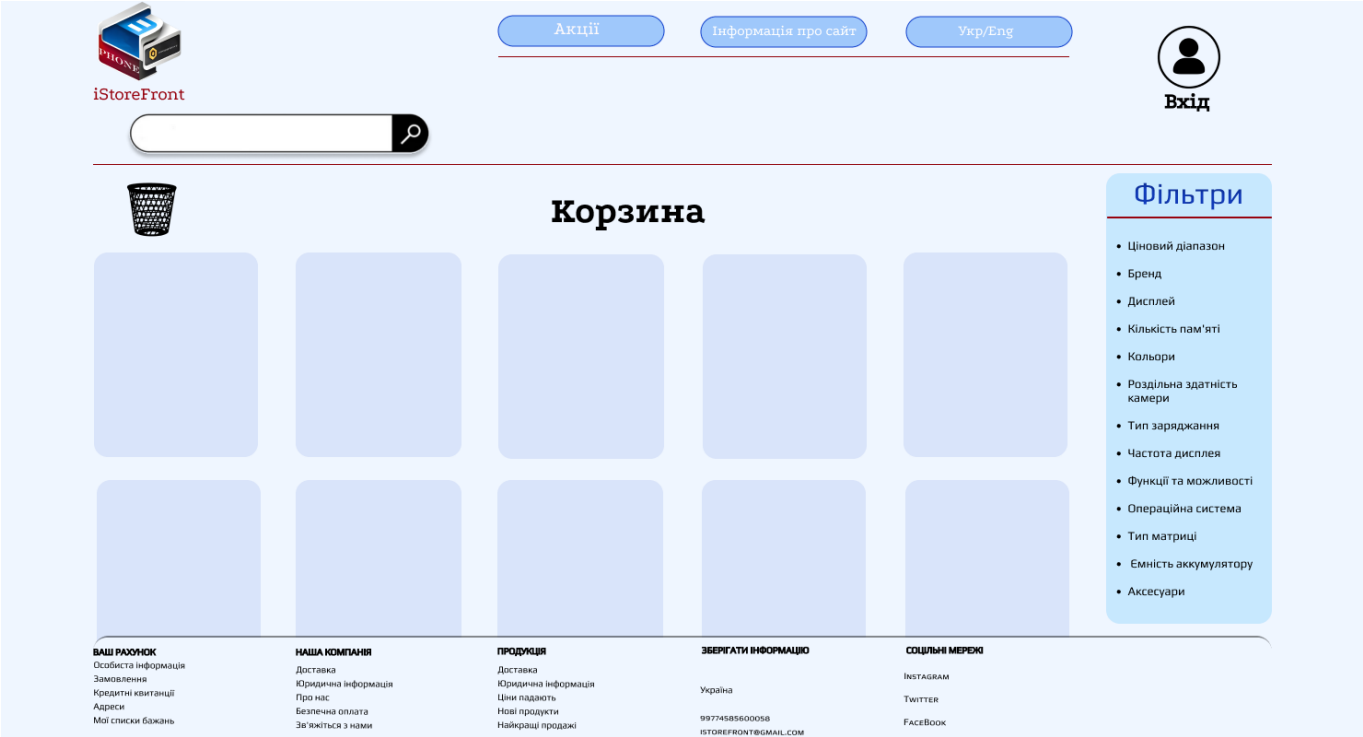 PHONE
iStoreFront
Акції
Інформація про сайт
Укр/Eng
Вхід
Корзина
Фільтри
Ціновий діапазон
Бренд
Дисплей
Кількість пам'яті
Кольори
Роздільна здатність
камери
Тип заряджання
Частота дисплея
Функції та можливості
Операційна система
Тип матриці
Ємність аккумулятору
Аксесуари
ВАШ РАХУНОК
Особиста інформація
Замовлення
Кредитні квитанції
Адреси
Мої списки бажань
НАША КОМПАНІЯ
Доставка
Юридична інформація
Про нас
Безпечна оплата
Зв'яжіться з нами
ПРОДУКЦІЯ
Доставка
Юридична інформація
Ціни падають
Нові продукти
Найкращі продажі
ЗБЕРІГАТИ ІНФОРМАЦІЮ
Україна
99774585600058
ISTOREFRONT@GMAIL.COM
СОЦІЛЬНІ МЕРЕЖІ
Instagram
Twitter
FaceBook